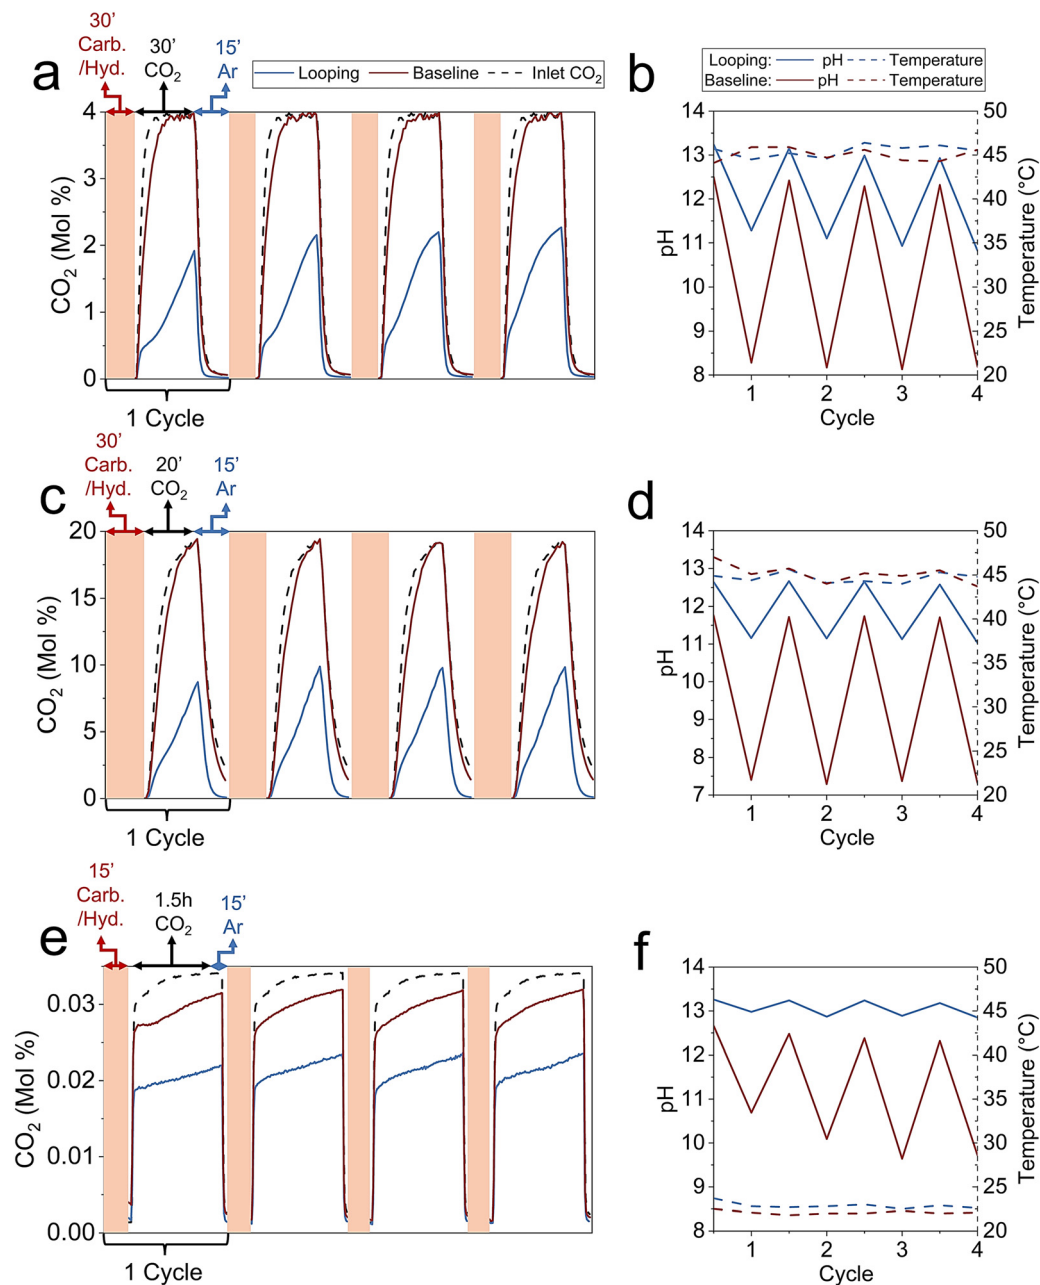 30’
Carb.
/Hyd.
30’
CO2
15’
Ar
a
Looping
Baseline
Inlet CO2
4
3
2
1
0
CO2 (Mol %)
1 Cycle
b
Looping: pH Temperature
Baseline: pH Temperature
14
13
12
11
10
9
8
pH
50
45
40
35
30
25
20
Temperature (°C)
1 2 3 4
Cycle
30’
Carb.
/Hyd.
20’
CO2
15’
Ar
c
20
15
10
5
0
CO2 (Mol %)
1 Cycle
d
14
13
12
11
10
9
8
7
pH
50
45
40
35
30
25
20
Temperature (°C)
1 2 3 4
Cycle
15’
Carb.
/Hyd.
1.5h
CO2
15’
Ar
e
0.03
0.02
0.01
0.00
CO2 (Mol %)
1 Cycle
f
14
13
12
11
10
9
8
pH
50
45
40
35
30
25
20
Temperature (°C)
1 2 3 4
Cycle